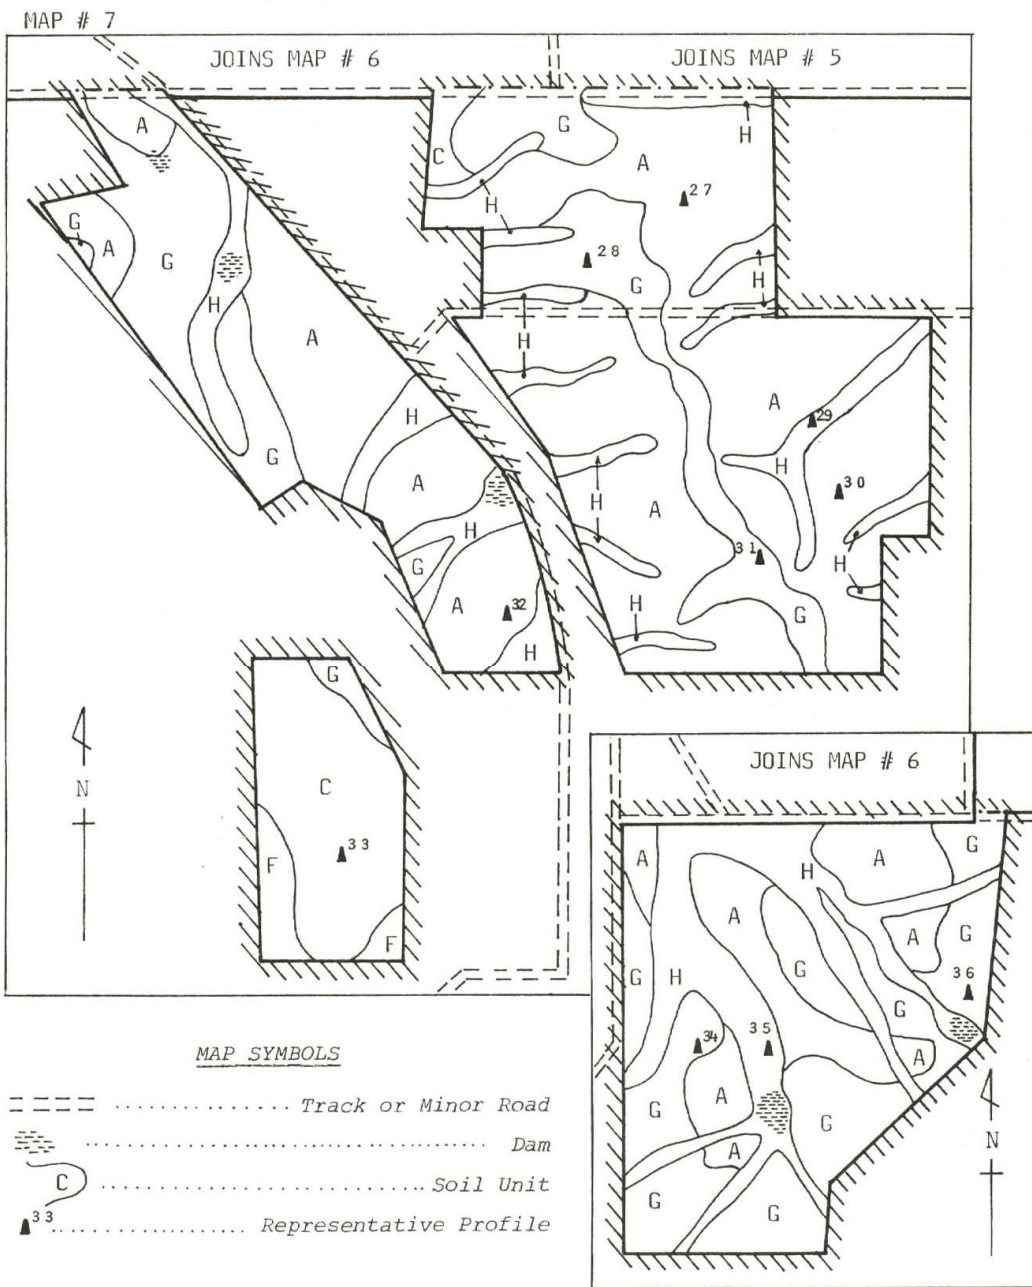 MAP # 7
JOINS MAP # 6
JOINS MAP # 5
A
G
H
C
A
27
H
G
A
G
28
H
G
H
A
H
H
A
29
H
G
A
H
30
A
H
H
31
G
A
32
H
G
H
H
G
N
C
33
F
F
JOINS MAP # 6
A
A
G
H
A
G
A
G
G
H
36
34
35
G
A
G
A
G
A
G
G
N
MAP SYMBOLS
Track or Minor Road
Dam
C Soil Unit
33 Representative Profile